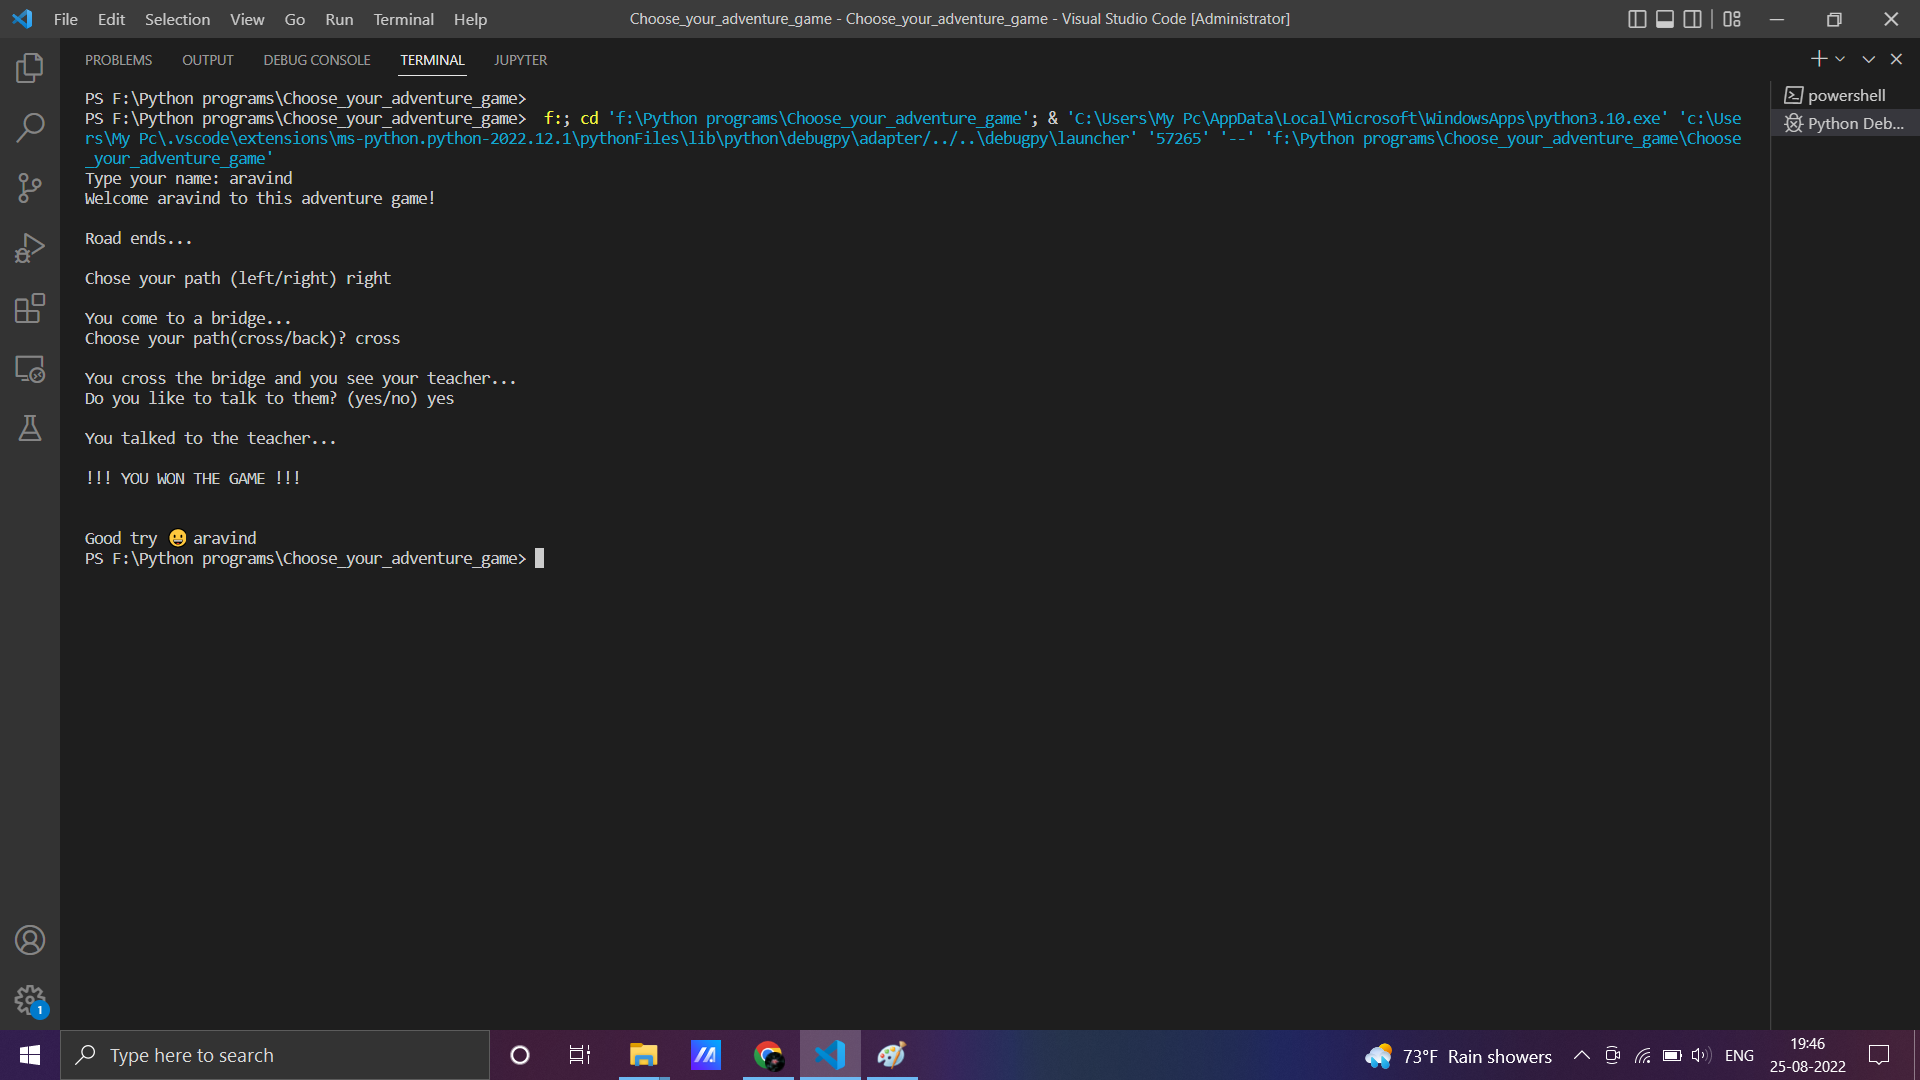 File Edit Selection View Go Run Terminal Help
Choose_your_adventure_game - Choose_your_adventure_game - Visual Studio Code [Administrator]
PROBLEMS OUTPUT DEBUG CONSOLE TERMINAL JUPYTER
powershell
Python Deb...
PS F:\Python programs\Choose_your_adventure_game>
PS F:\Python programs\Choose_your_adventure_game>  f:; cd 'f:\Python programs\Choose_your_adventure_game'; & 'C:\Users\My Pc\AppData\Local\Microsoft\WindowsApps\python3.10.exe' 'c:\Use
rs\My Pc\.vscode\extensions\ms-python.python-2022.12.1\pythonFiles\lib\python\debugpy\adapter/../..\debugpy\launcher' '57265' '--' 'f:\Python programs\Choose_your_adventure_game\Choose
_your_adventure_game'
Type your name: aravind
Welcome aravind to this adventure game!
Road ends...
Chose your path (left/right) right
You come to a bridge...
Choose your path(cross/back)? cross
You cross the bridge and you see your teacher...
Do you like to talk to them? (yes/no) yes
You talked to the teacher...
!!! YOU WON THE GAME !!!
Good try 😀 aravind
PS F:\Python programs\Choose_your_adventure_game>
1
Type here to search
73°F Rain showers
ENG
19:46
25-08-2022